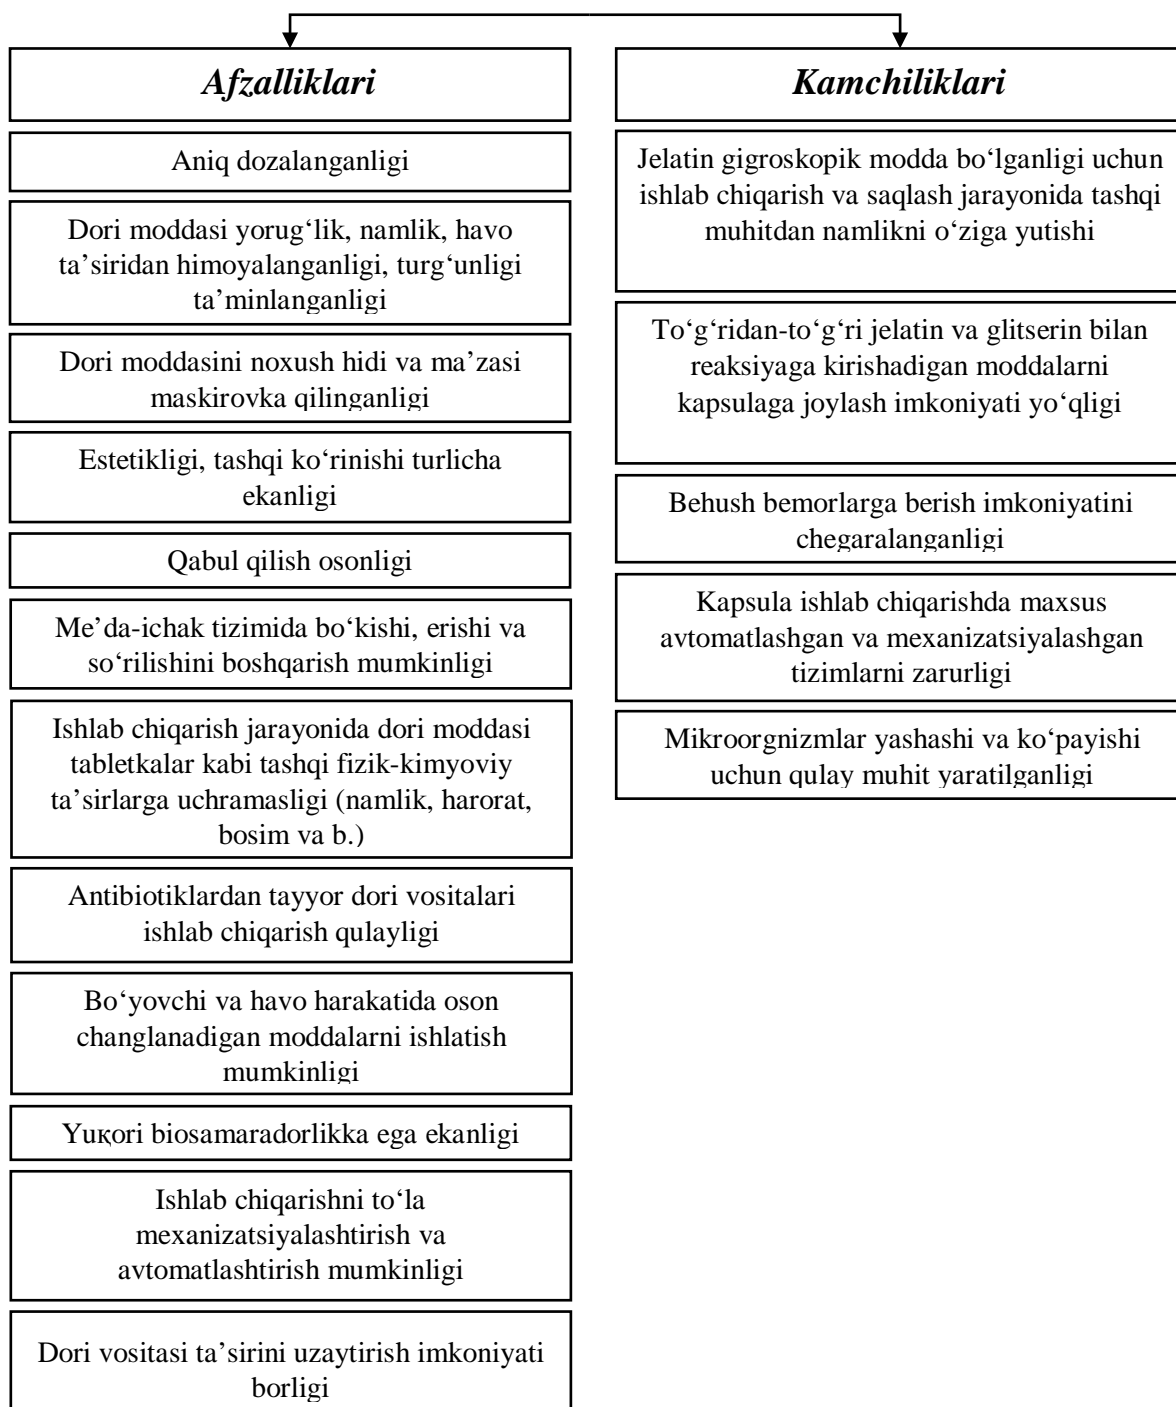 Afzalliklari
Aniq dozalanganligi
Dori moddasi yorug‘lik, namlik, havo
ta’siridan himoyalanganligi, turg‘unligi
ta’minlanganligi
Dori moddasini noxush hidi va ma’zasi
maskirovka qilinganligi
Estetikligi, tashqi ko‘rinishi turlicha
ekanligi
Qabul qilish osonligi
Me’da-ichak tizimida bo‘kishi, erishi va
so‘rilishini boshqarish mumkinligi
Ishlab chiqarish jarayonida dori moddasi
tabletkalar kabi tashqi fizik-kimyoviy
ta’sirlarga uchramasligi (namlik, harorat,
bosim va b.)
Antibiotiklardan tayyor dori vositalari
ishlab chiqarish qulayligi
Bo‘yovchi va havo harakatida oson
changlanadigan moddalarni ishlatish
mumkinligi
Yuқori biosamaradorlikka ega ekanligi
Ishlab chiqarishni to‘la
mexanizatsiyalashtirish va
avtomatlashtirish mumkinligi
Dori vositasi ta’sirini uzaytirish imkoniyati
borligi
Kamchiliklari
Jelatin gigroskopik modda bo‘lganligi uchun
ishlab chiqarish va saqlash jarayonida tashqi
muhitdan namlikni o‘ziga yutishi
To‘g‘ridan-to‘g‘ri jelatin va glitserin bilan
reaksiyaga kirishadigan moddalarni
kapsulaga joylash imkoniyati yo‘qligi
Behush bemorlarga berish imkoniyatini
chegaralanganligi
Kapsula ishlab chiqarishda maxsus
avtomatlashgan va mexanizatsiyalashgan
tizimlarni zarurligi
Mikroorgnizmlar yashashi va ko‘payishi
uchun qulay muhit yaratilganligi